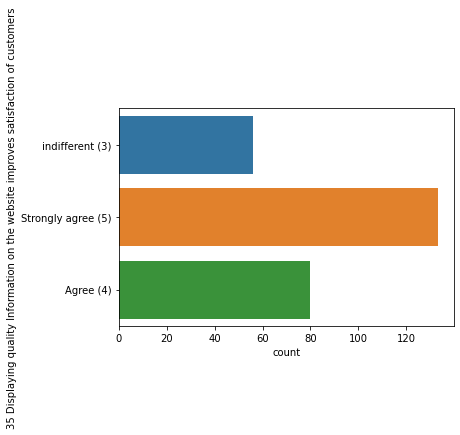 35 Displaying quality Information on the website improves satisfaction of customers
indifferent (3)
Strongly agree (5)
Agree (4)
0 20 40 60 80 100 120
count